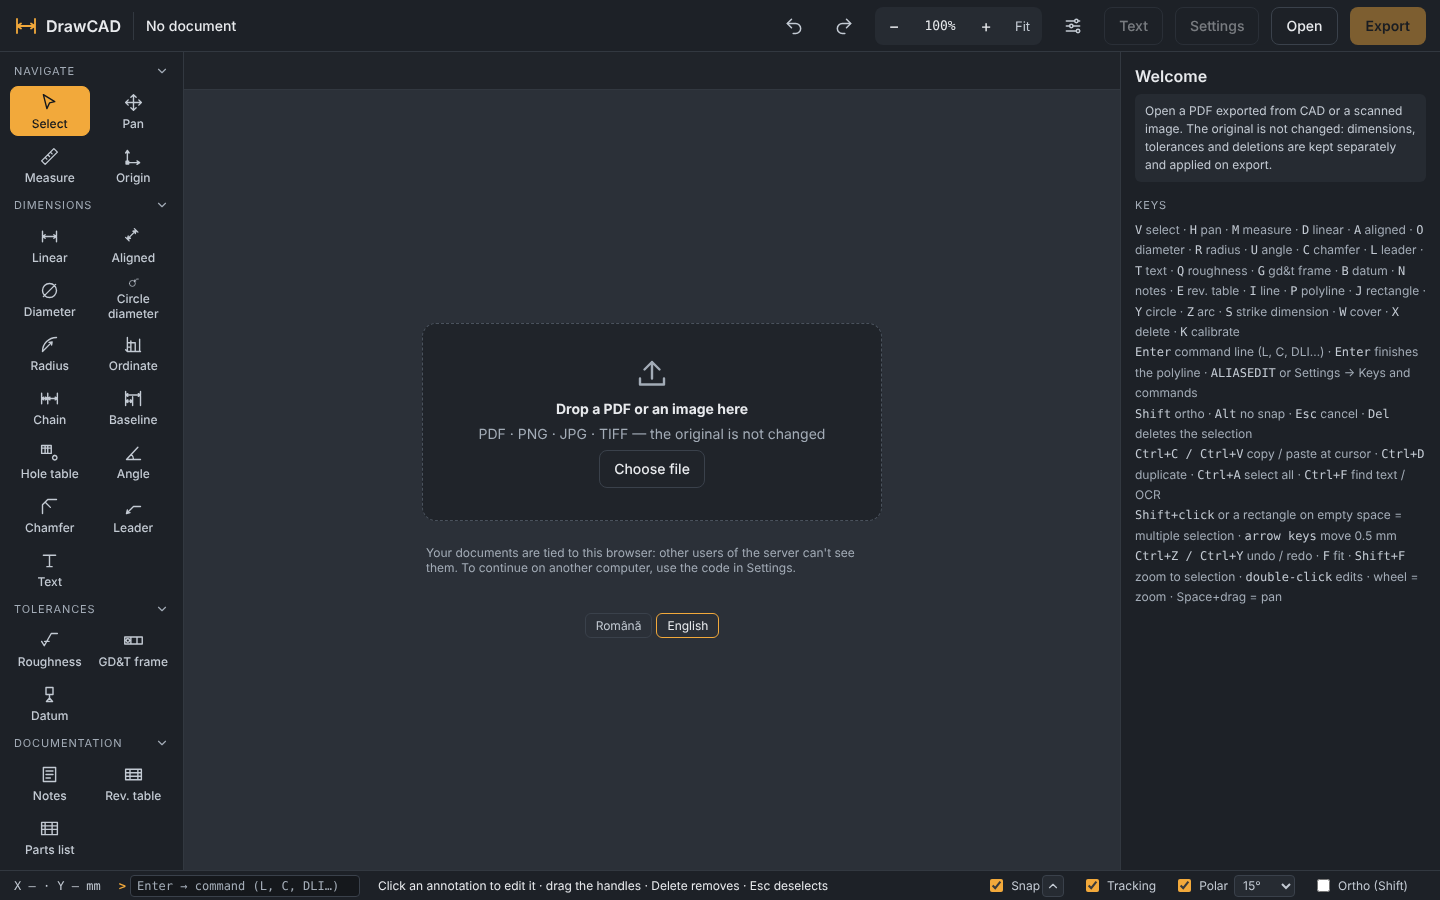 DrawCAD
No document
− 100% + Fit
Text
Settings
Open
Export
NAVIGATE
Select
Pan
Measure
Origin
DIMENSIONS
Linear
Aligned
Diameter
Circle
diameter
Radius
Ordinate
Chain
Baseline
Hole table
Angle
Chamfer
Leader
Text
TOLERANCES
Roughness
GD&T frame
Datum
DOCUMENTATION
Notes
Rev. table
Parts list
Drop a PDF or an image here
PDF · PNG · JPG · TIFF — the original is not changed
Choose file
Your documents are tied to this browser: other users of the server can't see
them. To continue on another computer, use the code in Settings.
Română
English
Welcome
Open a PDF exported from CAD or a scanned
image. The original is not changed: dimensions,
tolerances and deletions are kept separately
and applied on export.
KEYS
V select · H pan · M measure · D linear · A aligned · O
diameter · R radius · U angle · C chamfer · L leader ·
T text · Q roughness · G gd&t frame · B datum · N
notes · E rev. table · I line · P polyline · J rectangle ·
Y circle · Z arc · S strike dimension · W cover · X
delete · K calibrate
Enter command line (L, C, DLI…) · Enter finishes
the polyline · ALIASEDIT or Settings → Keys and
commands
Shift ortho · Alt no snap · Esc cancel · Del
deletes the selection
Ctrl+C / Ctrl+V copy / paste at cursor · Ctrl+D
duplicate · Ctrl+A select all · Ctrl+F find text /
OCR
Shift+click or a rectangle on empty space =
multiple selection · arrow keys move 0.5 mm
Ctrl+Z / Ctrl+Y undo / redo · F fit · Shift+F
zoom to selection · double-click edits · wheel =
zoom · Space+drag = pan
X — · Y — mm
> Enter → command (L, C, DLI…)
Click an annotation to edit it · drag the handles · Delete removes · Esc deselects
Snap
Tracking
Polar
15°
Ortho (Shift)